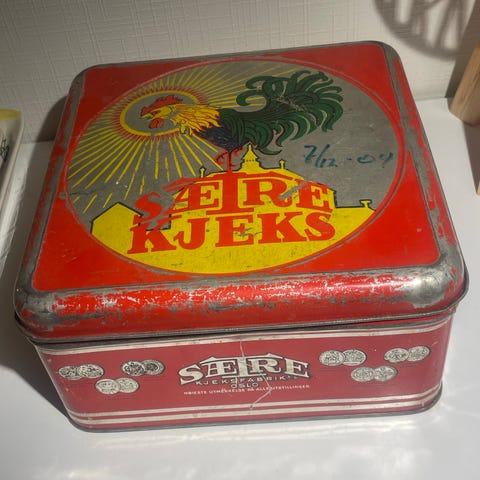 7/12-04
SÆTRE
KJEKS
SÆTRE
KJEKSFABRIK A/S
OSLO
HØIESTE UTMERKELSE PÅ ALLE UTSTILLINGER